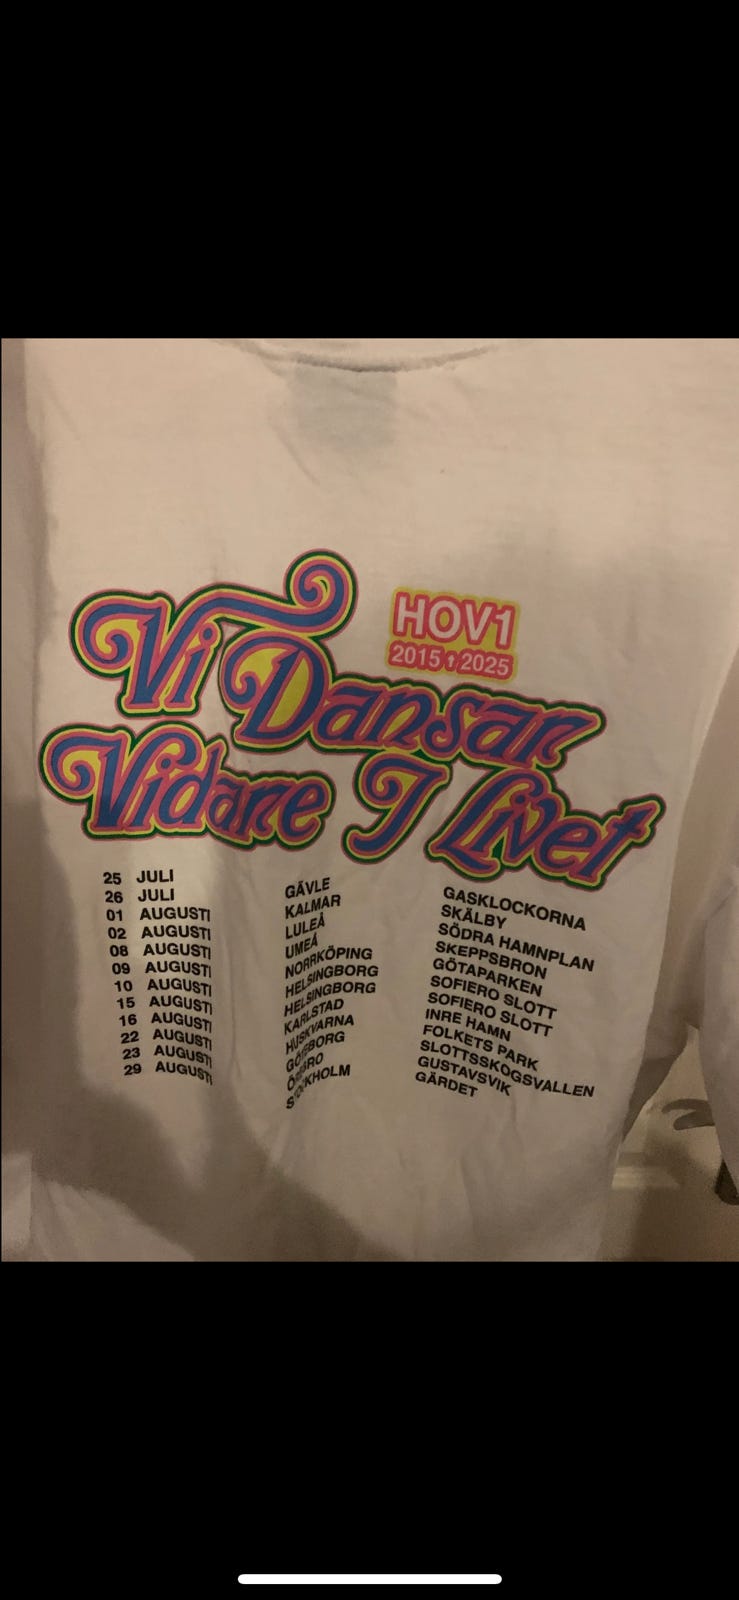 HOV1
2015 2025
Vi Dansar
Vidare I Livet
25 JULI GÄVLE GASKLOCKORNA
26 JULI KALMAR SKÄLBY
01 AUGUSTI LULEÅ SÖDRA HAMNPLAN
02 AUGUSTI UMEÅ SKEPPSBRON
08 AUGUSTI NORRKÖPING GÖTAPARKEN
09 AUGUSTI HELSINGBORG SOFIERO SLOTT
10 AUGUSTI HELSINGBORG SOFIERO SLOTT
15 AUGUSTI KARLSTAD INRE HAMN
16 AUGUSTI HUSKVARNA FOLKETS PARK
22 AUGUSTI GÖTEBORG SLOTTSSKOGSVALLEN
23 AUGUSTI ÖREBRO GUSTAVSVIK
29 AUGUSTI STOCKHOLM GÄRDET